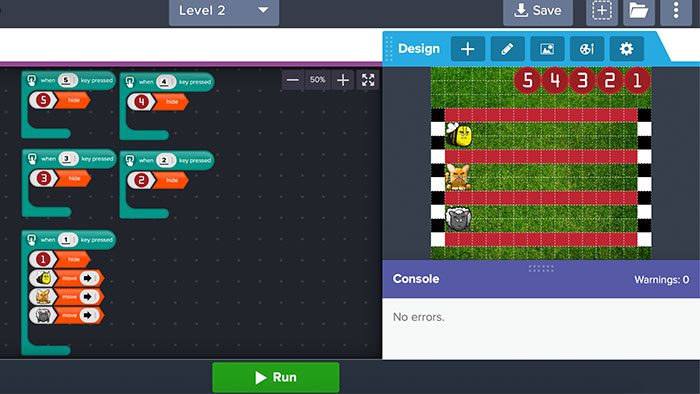 Level 2
Save
Design
50%
when 5 key pressed
5 hide
when 4 key pressed
4 hide
when 3 key pressed
3 hide
when 2 key pressed
2 hide
when 1 key pressed
1 hide
move
move
move
5 4 3 2 1
Console
Warnings: 0
No errors.
Run